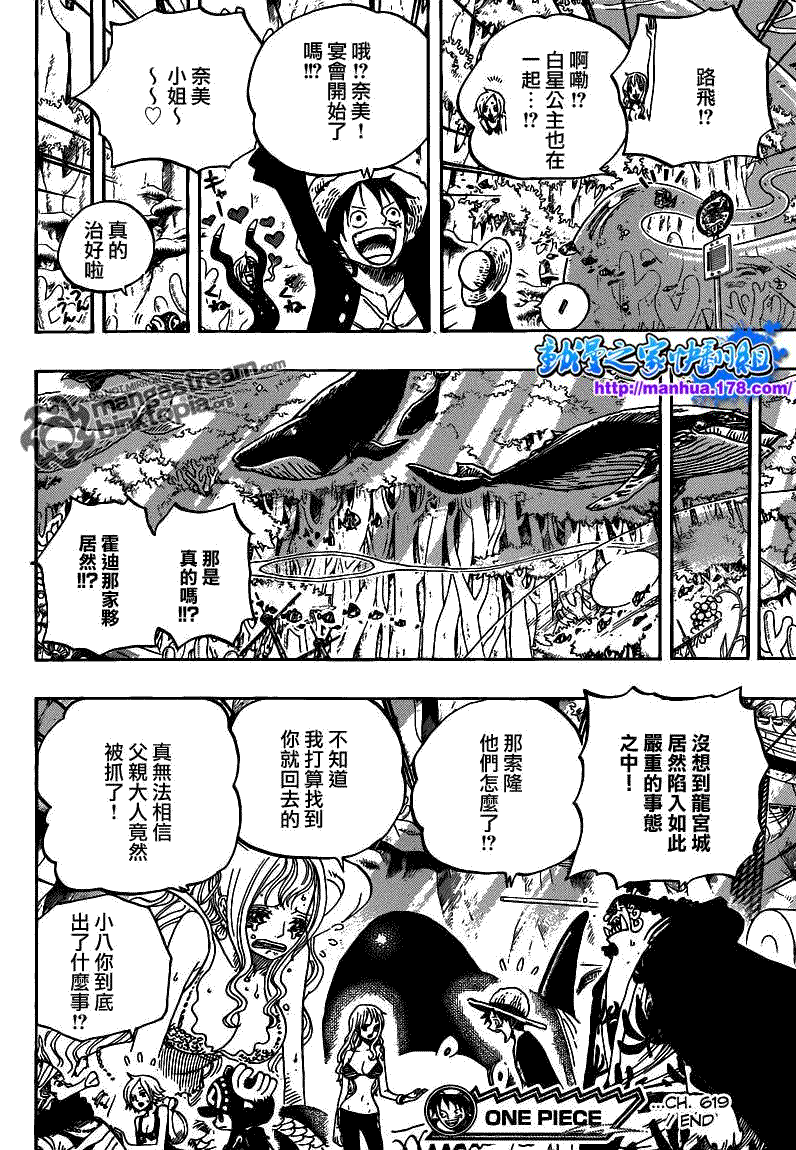 路飛!?
啊嘞!?
白星公主也在
一起…!?
哦!?奈美！
宴會開始了
嗎!!?
奈美
小姐～
～～♡
真的
治好啦
動漫之家漢化組
http://manhua.178.com/
mangastream.com
那是
真的嗎!!?
霍迪那家夥
居然!!?
沒想到龍宮城
居然陷入如此
嚴重的事態
之中！
那索隆
他們怎麼了!?
不知道
我打算找到
你就回去的
真無法相信
父親大人竟然
被抓了！
小八你到底
出了什麼事!?
ONE PIECE
...CH. 619
/ END